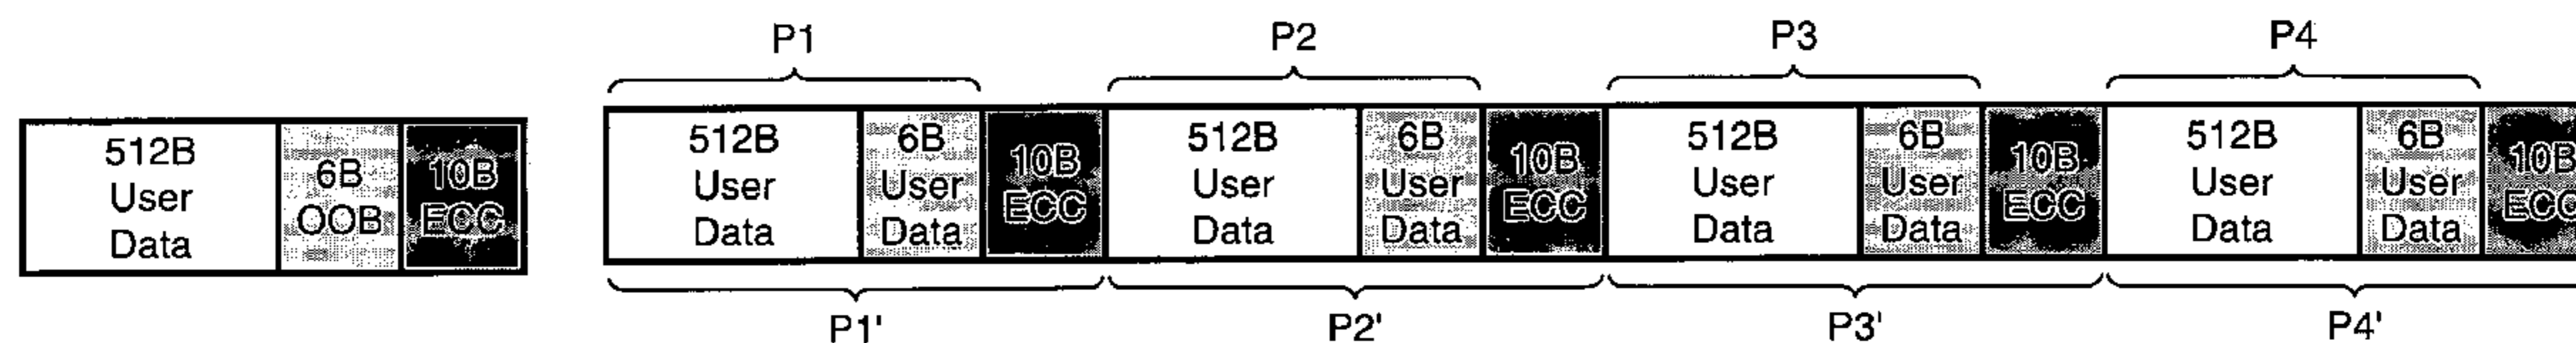 P1 P2 P3 P4
512B User Data
6B OOB
10B ECC
512B User Data
6B User Data
10B ECC
512B User Data
6B User Data
10B ECC
512B User Data
6B User Data
10B ECC
512B User Data
6B User Data
10B ECC
P1' P2' P3' P4'